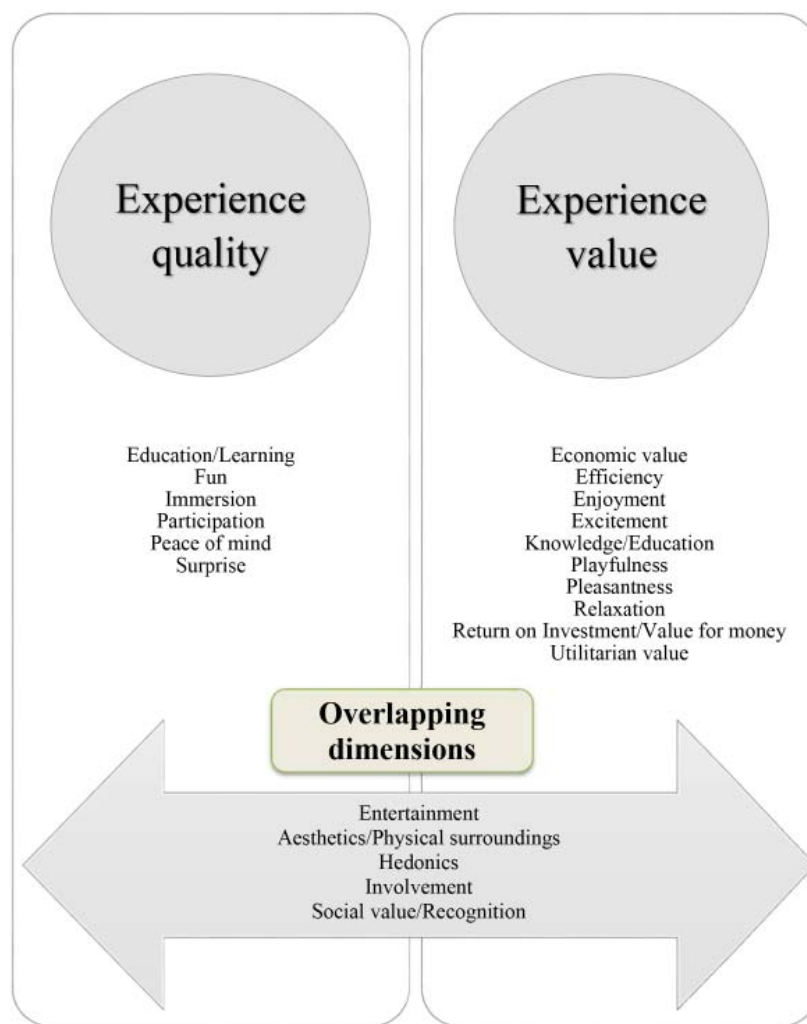 Experience
quality
Experience
value
Education/Learning
Fun
Immersion
Participation
Peace of mind
Surprise
Economic value
Efficiency
Enjoyment
Excitement
Knowledge/Education
Playfulness
Pleasantness
Relaxation
Return on Investment/Value for money
Utilitarian value
Overlapping
dimensions
Entertainment
Aesthetics/Physical surroundings
Hedonics
Involvement
Social value/Recognition